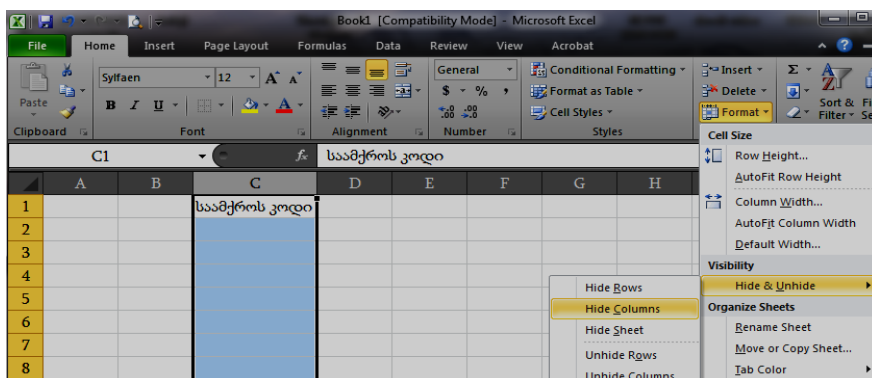 Book1 [Compatibility Mode] - Microsoft Excel
File Home Insert Page Layout Formulas Data Review View Acrobat
Sylfaen 12 A A General Conditional Formatting Insert Σ
Paste B I U A $ % , Format as Table Delete Sort &
Cell Styles Format Filter
Clipboard Font Alignment Number Styles
Cell Size
C1 fx საამქროს კოდი
Row Height...
A B C D E F G H
AutoFit Row Height
1 საამქროს კოდი
Column Width...
2
AutoFit Column Width
3
Default Width...
4
Visibility
5
Hide Rows
Hide & Unhide
Hide Columns
Organize Sheets
6
Hide Sheet
Rename Sheet
7
Unhide Rows
Move or Copy Sheet...
8
Unhide Columns
Tab Color